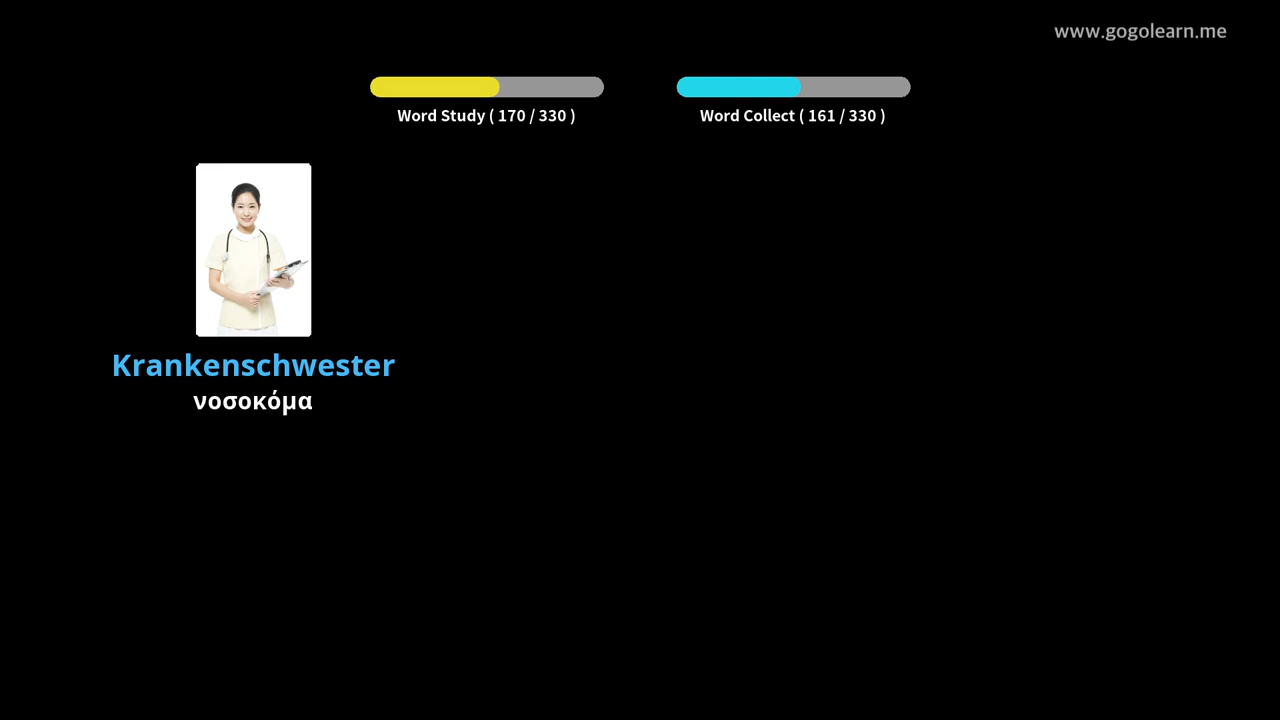 www.gogolearn.me
Word Study ( 170 / 330 )
Word Collect ( 161 / 330 )
Krankenschwester
νοσοκόμα